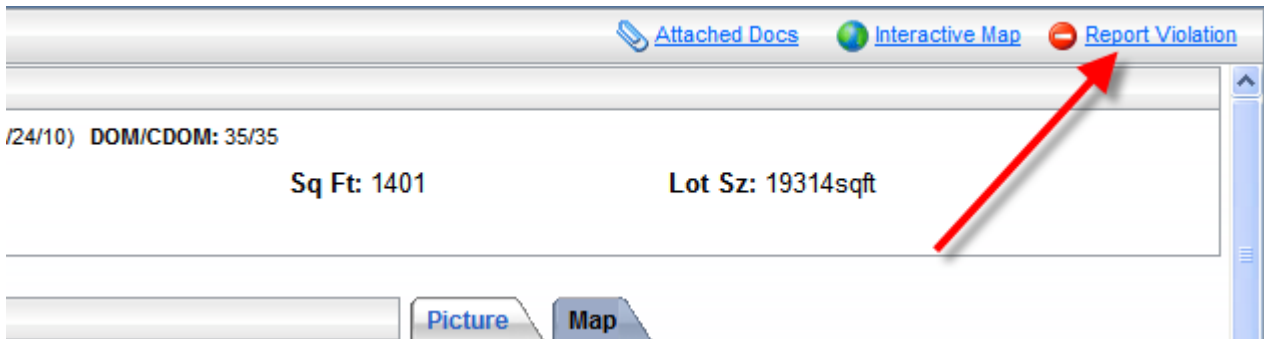 Attached Docs Interactive Map Report Violation
/24/10) DOM/CDOM: 35/35
Sq Ft: 1401 Lot Sz: 19314sqft
Picture Map